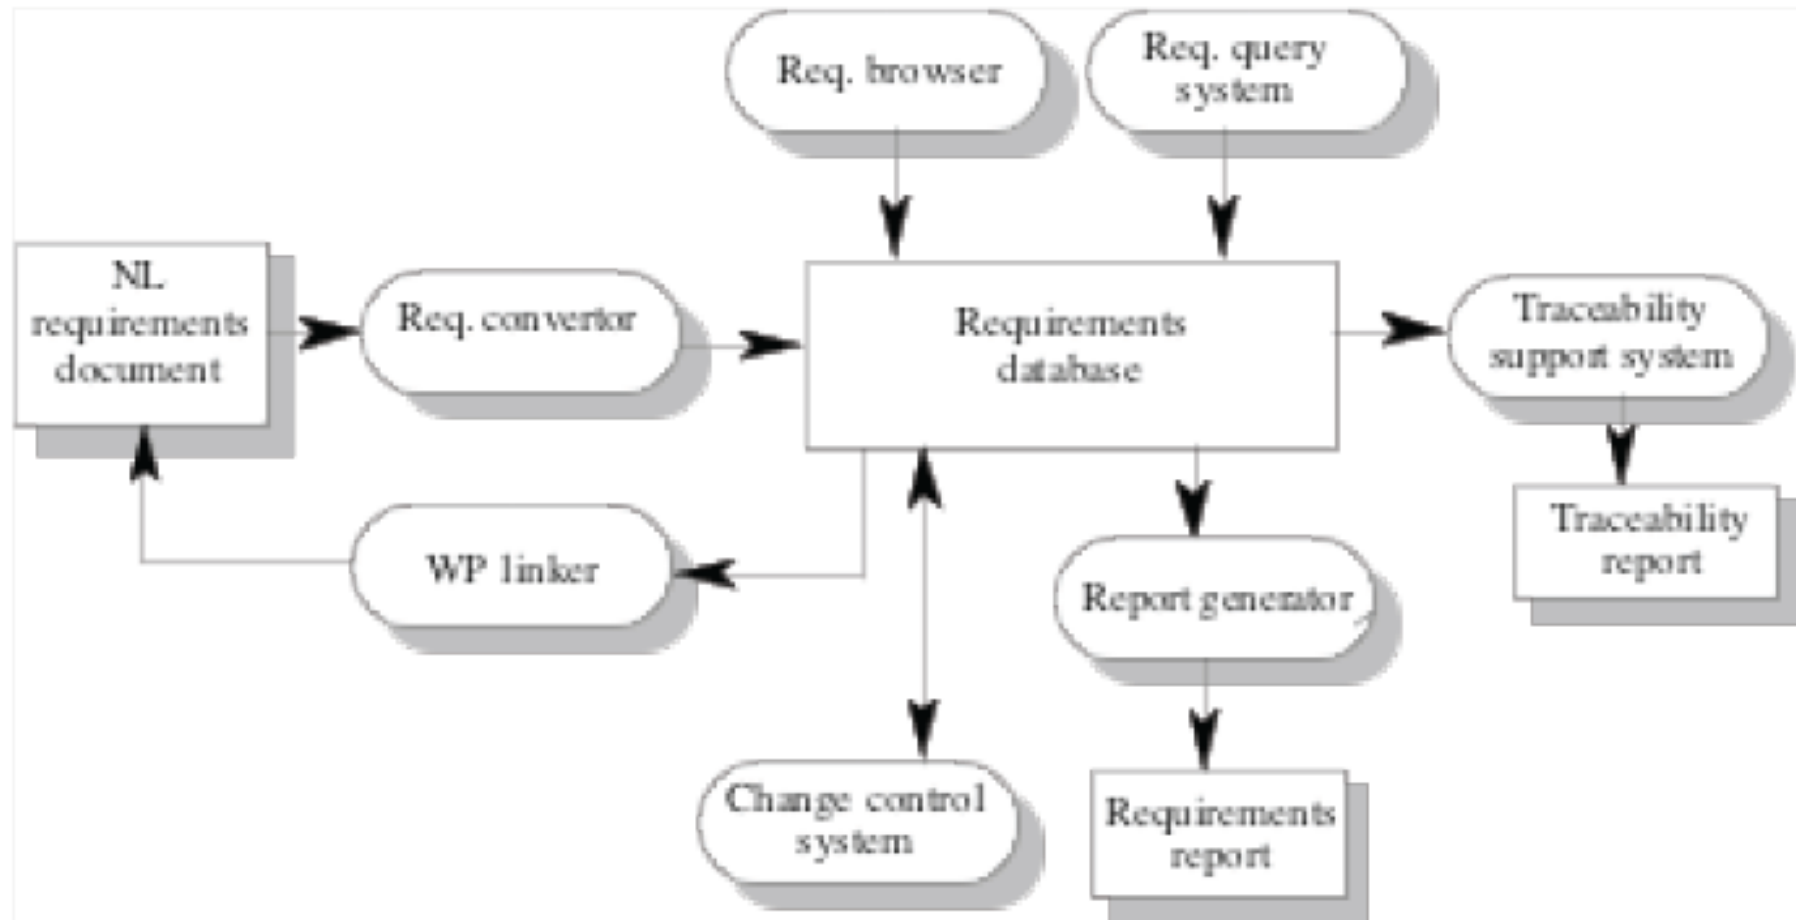 Req. browser
Req. query
system
NL
requirements
document
Req. convertor
Requirements
database
Traceability
support system
WP linker
Report generator
Traceability
report
Change control
system
Requirements
report